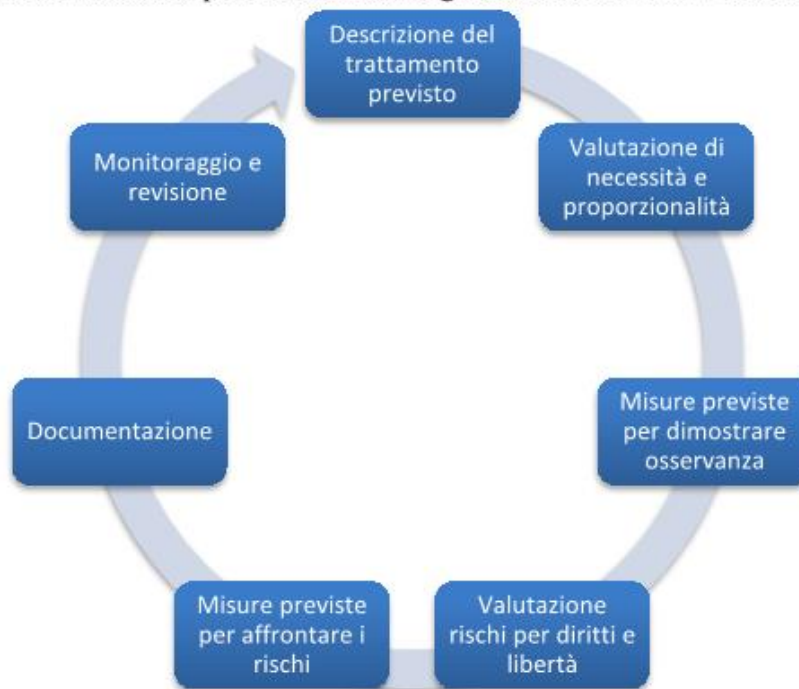 Descrizione del
trattamento
previsto
Valutazione di
necessità e
proporzionalità
Misure previste
per dimostrare
osservanza
Valutazione
rischi per diritti e
libertà
Misure previste
per affrontare i
rischi
Documentazione
Monitoraggio e
revisione